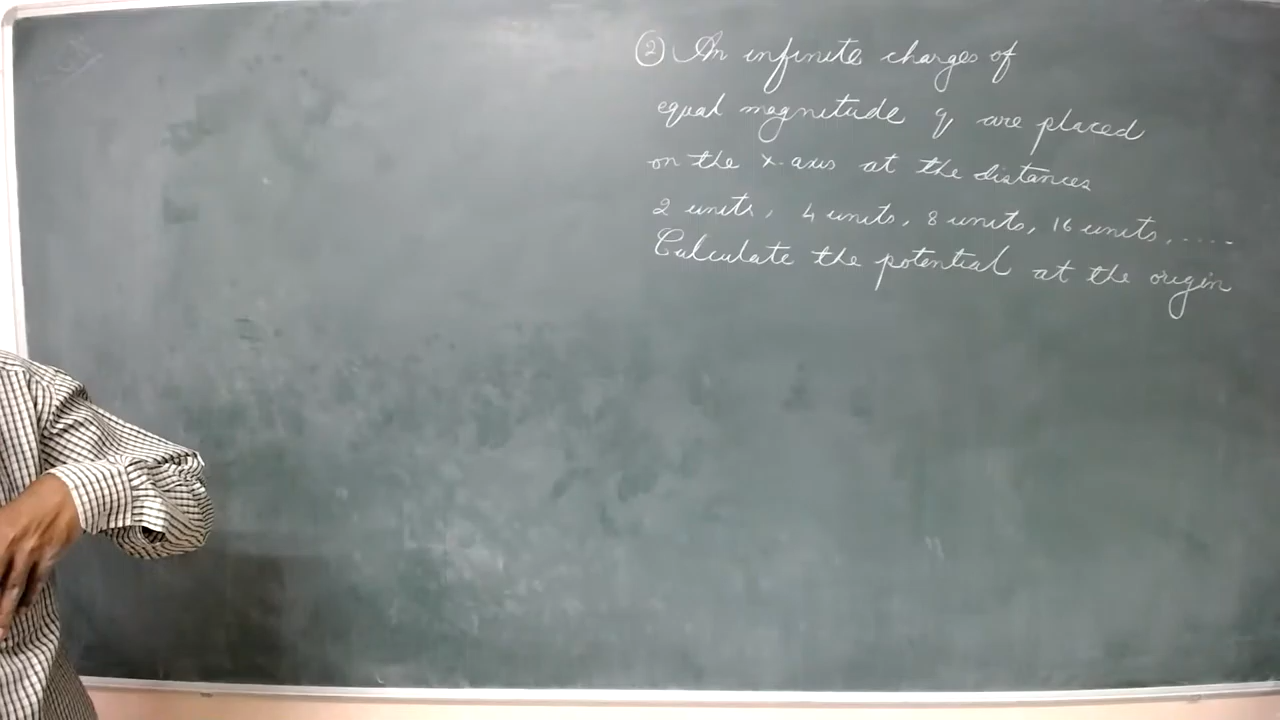 ② An infinite charges of
equal magnitude q are placed
on the x-axis at the distances
2 units, 4 units, 8 units, 16 units, .....
Calculate the potential at the origin